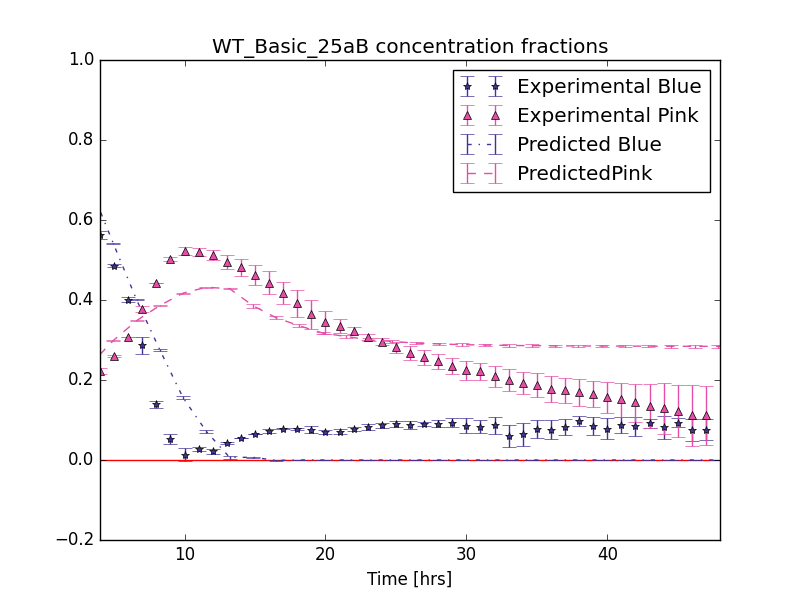 WT_Basic_25aB concentration fractions
1.0
0.8
0.6
0.4
0.2
0.0
−0.2
Experimental Blue
Experimental Pink
Predicted Blue
PredictedPink
10 20 30 40
Time [hrs]